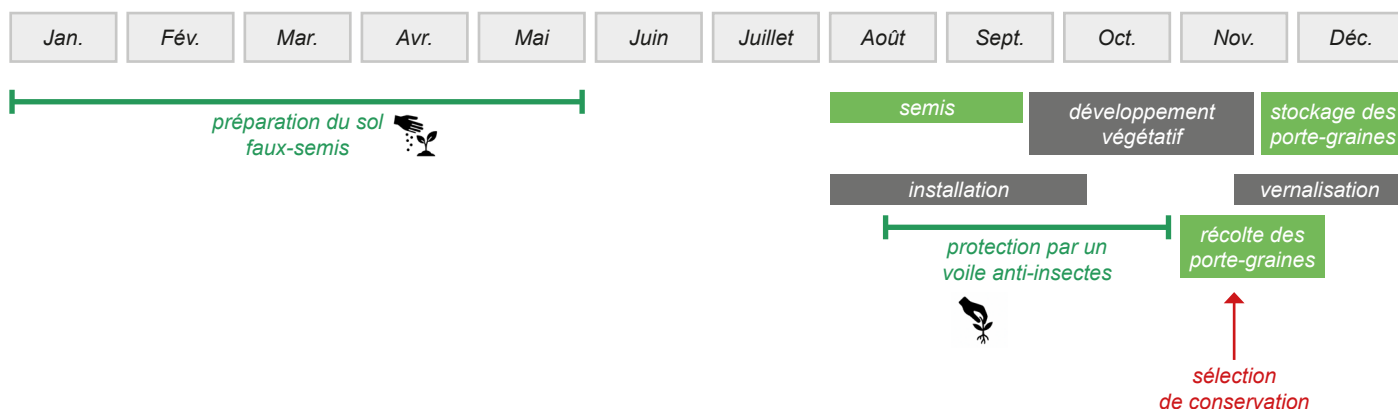 Jan. Fév. Mar. Avr. Mai Juin Juillet Août Sept. Oct. Nov. Déc.
préparation du sol
faux-semis
semis
développement
végétatif
stockage des
porte-graines
installation
vernalisation
protection par un
voile anti-insectes
récolte des
porte-graines
sélection
de conservation